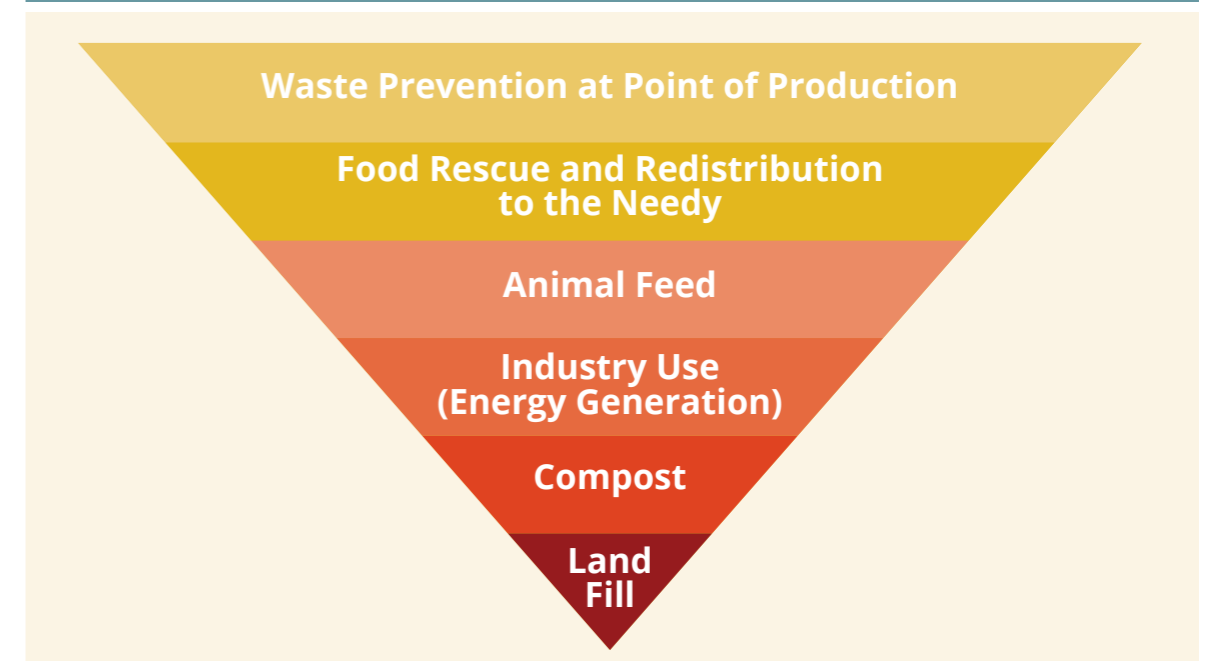 Waste Prevention at Point of Production
Food Rescue and Redistribution
to the Needy
Animal Feed
Industry Use
(Energy Generation)
Compost
Land
Fill